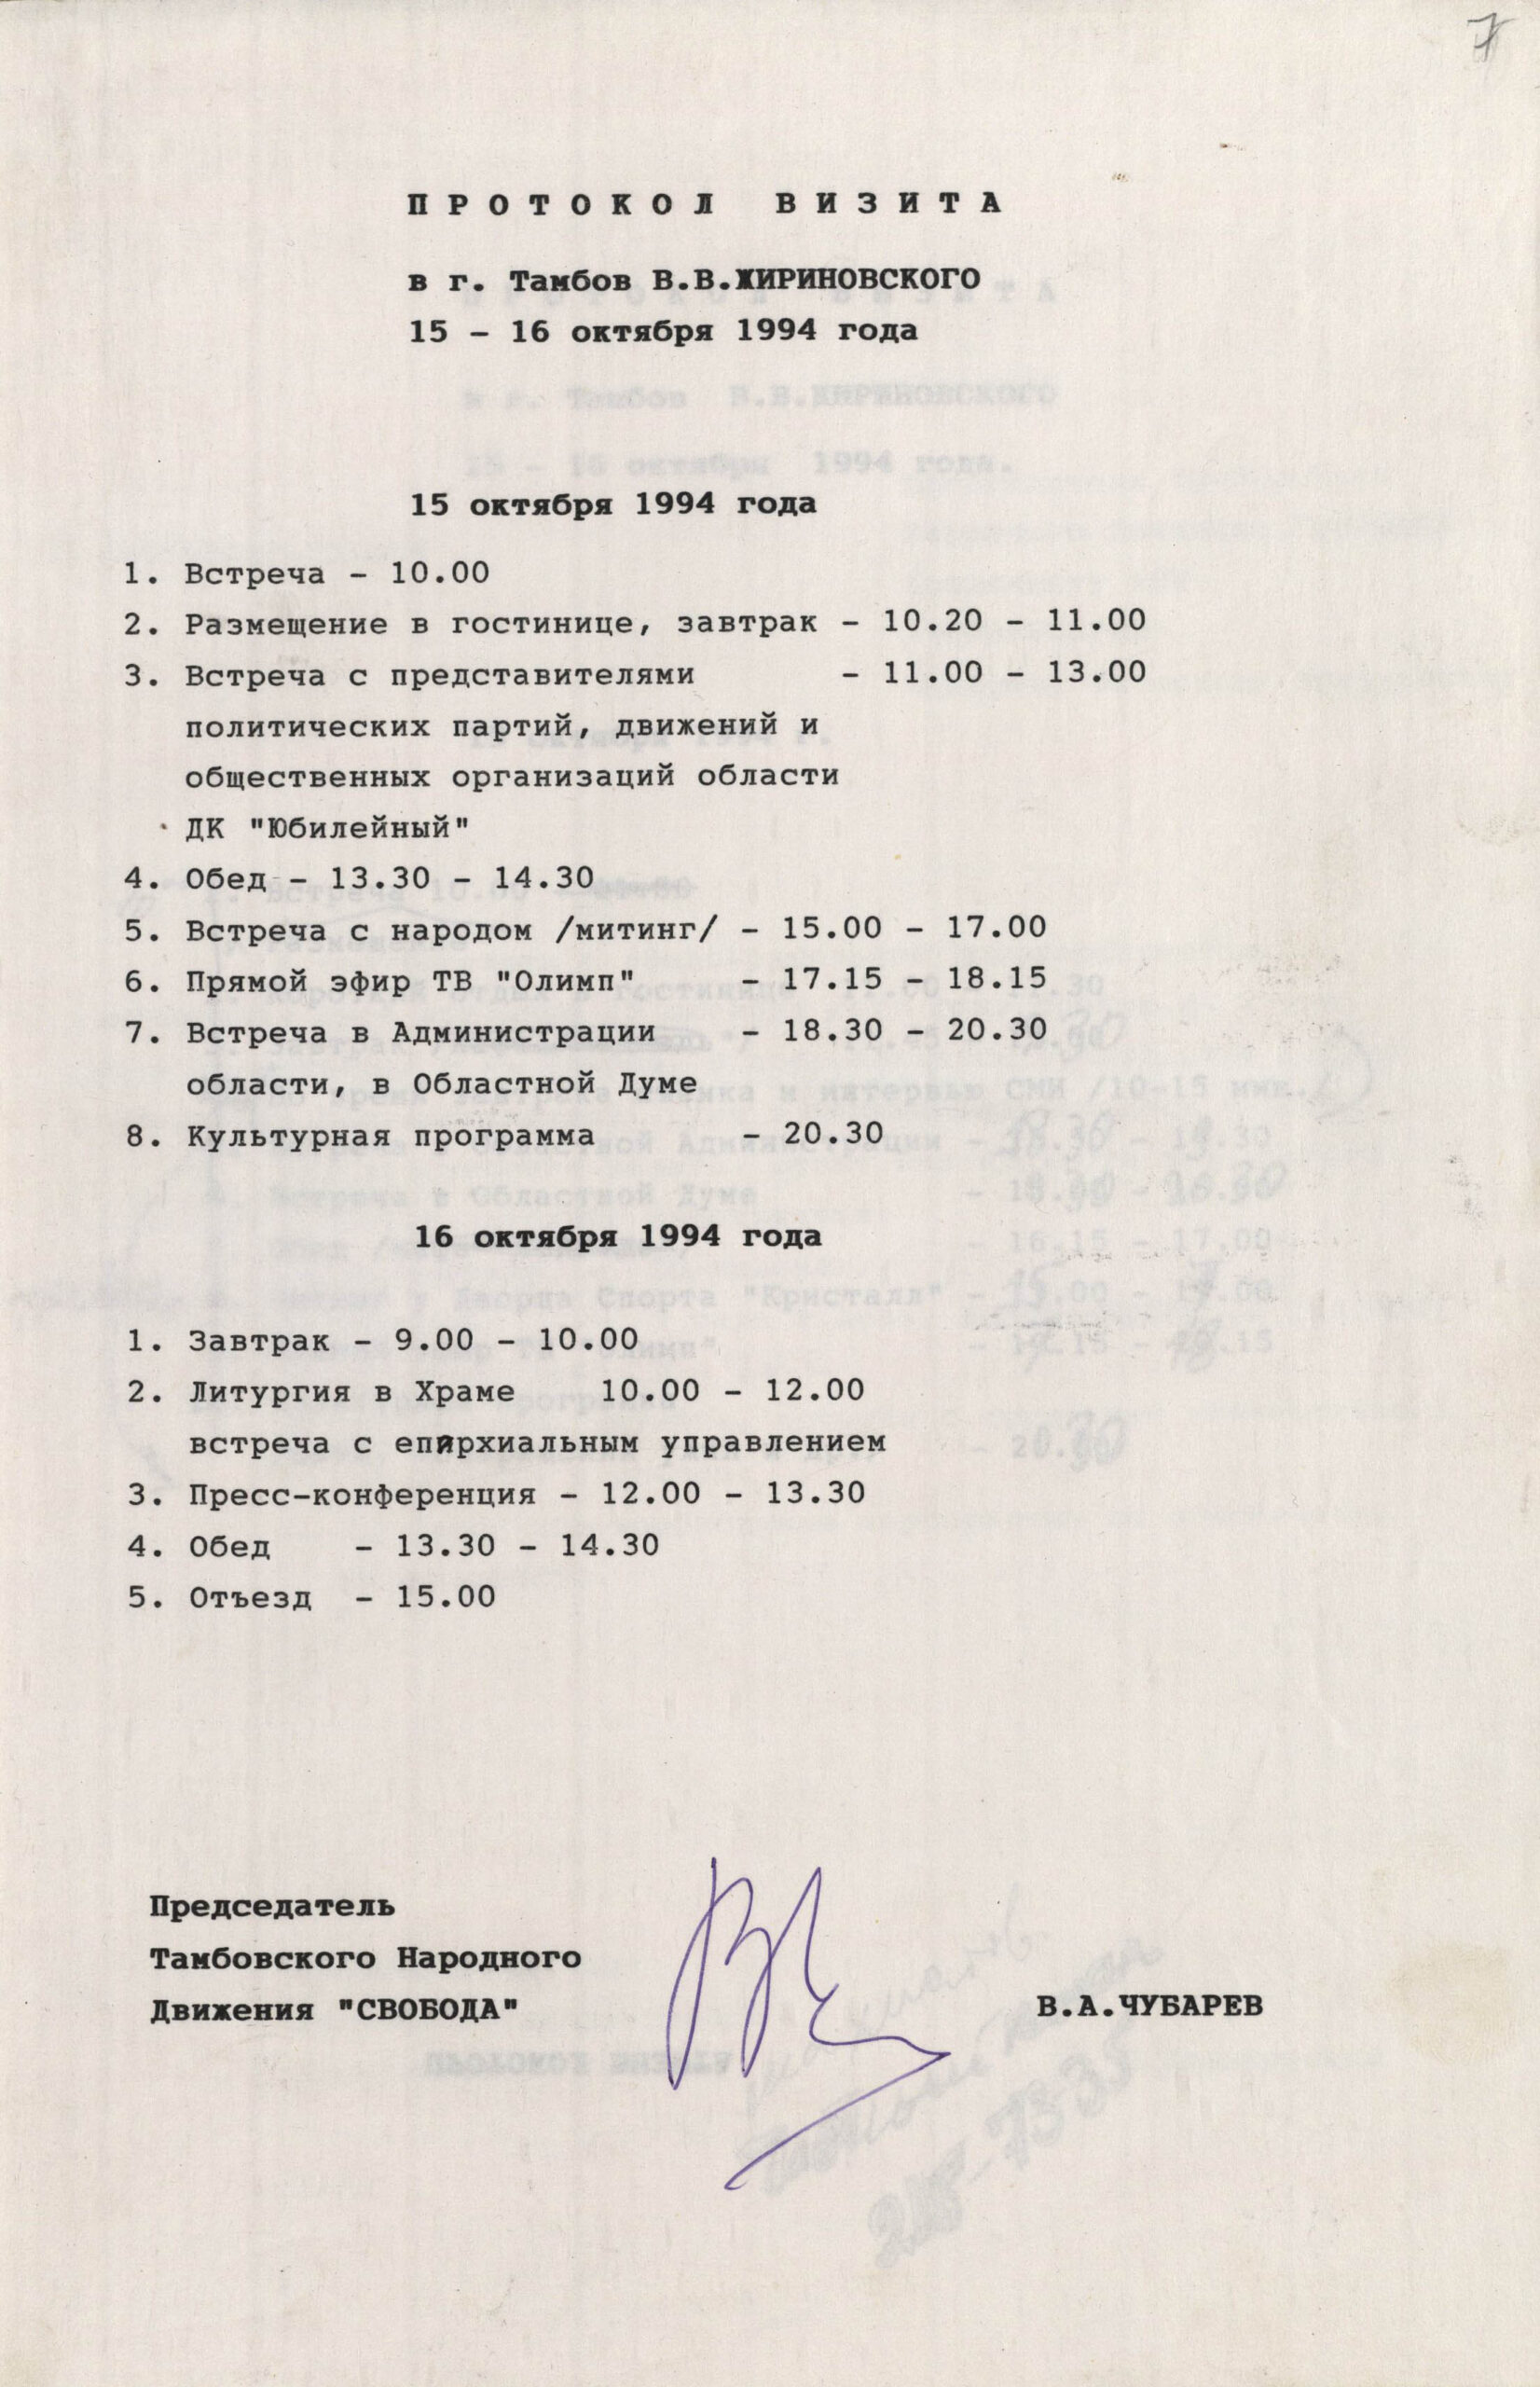 7
ПРОТОКОЛ ВИЗИТА
в г. Тамбов В.В.ЖИРИНОВСКОГО
15 – 16 октября 1994 года
15 октября 1994 года
1. Встреча – 10.00
2. Размещение в гостинице, завтрак – 10.20 – 11.00
3. Встреча с представителями – 11.00 – 13.00
политических партий, движений и
общественных организаций области
ДК "Юбилейный"
4. Обед – 13.30 – 14.30
5. Встреча с народом /митинг/ – 15.00 – 17.00
6. Прямой эфир ТВ "Олимп" – 17.15 – 18.15
7. Встреча в Администрации – 18.30 – 20.30
области, в Областной Думе
8. Культурная программа – 20.30
16 октября 1994 года
1. Завтрак – 9.00 – 10.00
2. Литургия в Храме 10.00 – 12.00
встреча с епархиальным управлением
3. Пресс-конференция – 12.00 – 13.30
4. Обед – 13.30 – 14.30
5. Отъезд – 15.00
Председатель
Тамбовского Народного
Движения "СВОБОДА" В.А.ЧУБАРЕВ